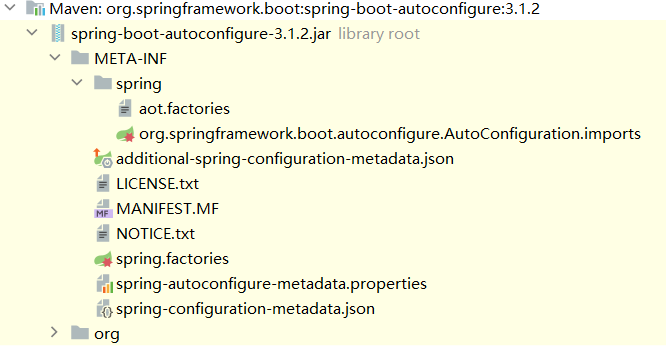 Maven: org.springframework.boot:spring-boot-autoconfigure:3.1.2
spring-boot-autoconfigure-3.1.2.jar library root
META-INF
spring
aot.factories
org.springframework.boot.autoconfigure.AutoConfiguration.imports
additional-spring-configuration-metadata.json
LICENSE.txt
MF MANIFEST.MF
NOTICE.txt
spring.factories
spring-autoconfigure-metadata.properties
spring-configuration-metadata.json
org